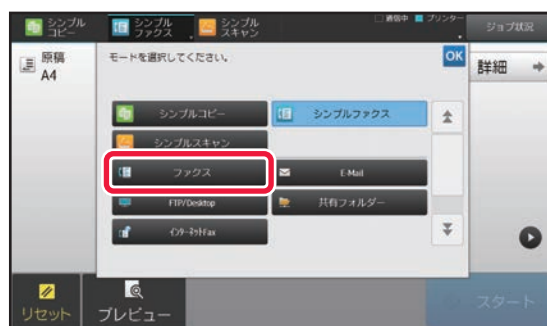 シンプル
コピー
シンプル
ファクス
シンプル
スキャン
通信中
プリンター
ジョブ状況
原稿
A4
モードを選択してください。
OK
詳細
シンプルコピー
シンプルファクス
シンプルスキャン
ファクス
E-Mail
FTP/Desktop
共有フォルダー
インターネットFax
リセット
プレビュー
スタート